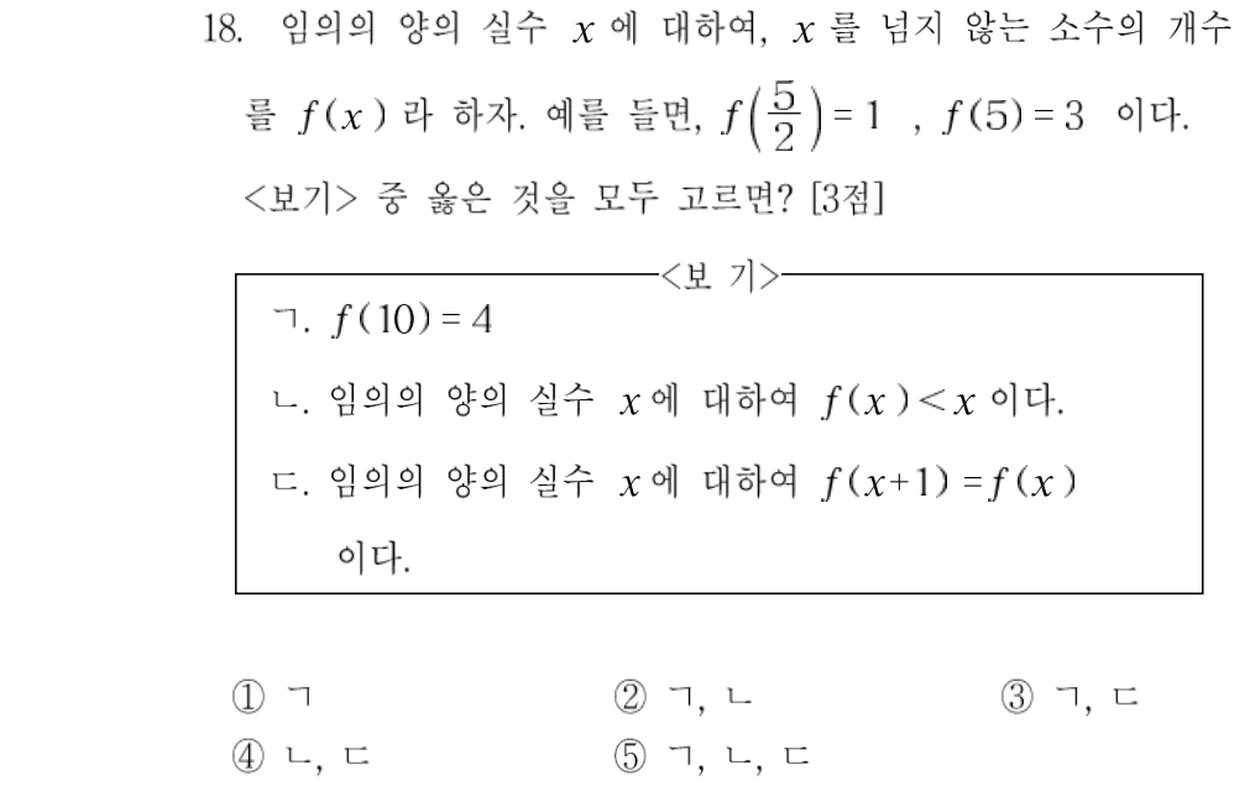 18. 임의의 양의 실수 x 에 대하여, x 를 넘지 않는 소수의 개수
를 f(x) 라 하자. 예를 들면, f(5/2) = 1 , f(5) = 3 이다.
<보기> 중 옳은 것을 모두 고르면? [3점]
<보 기>
ㄱ. f(10) = 4
ㄴ. 임의의 양의 실수 x 에 대하여 f(x) < x 이다.
ㄷ. 임의의 양의 실수 x 에 대하여 f(x+1) = f(x)
이다.
① ㄱ ② ㄱ, ㄴ ③ ㄱ, ㄷ
④ ㄴ, ㄷ ⑤ ㄱ, ㄴ, ㄷ